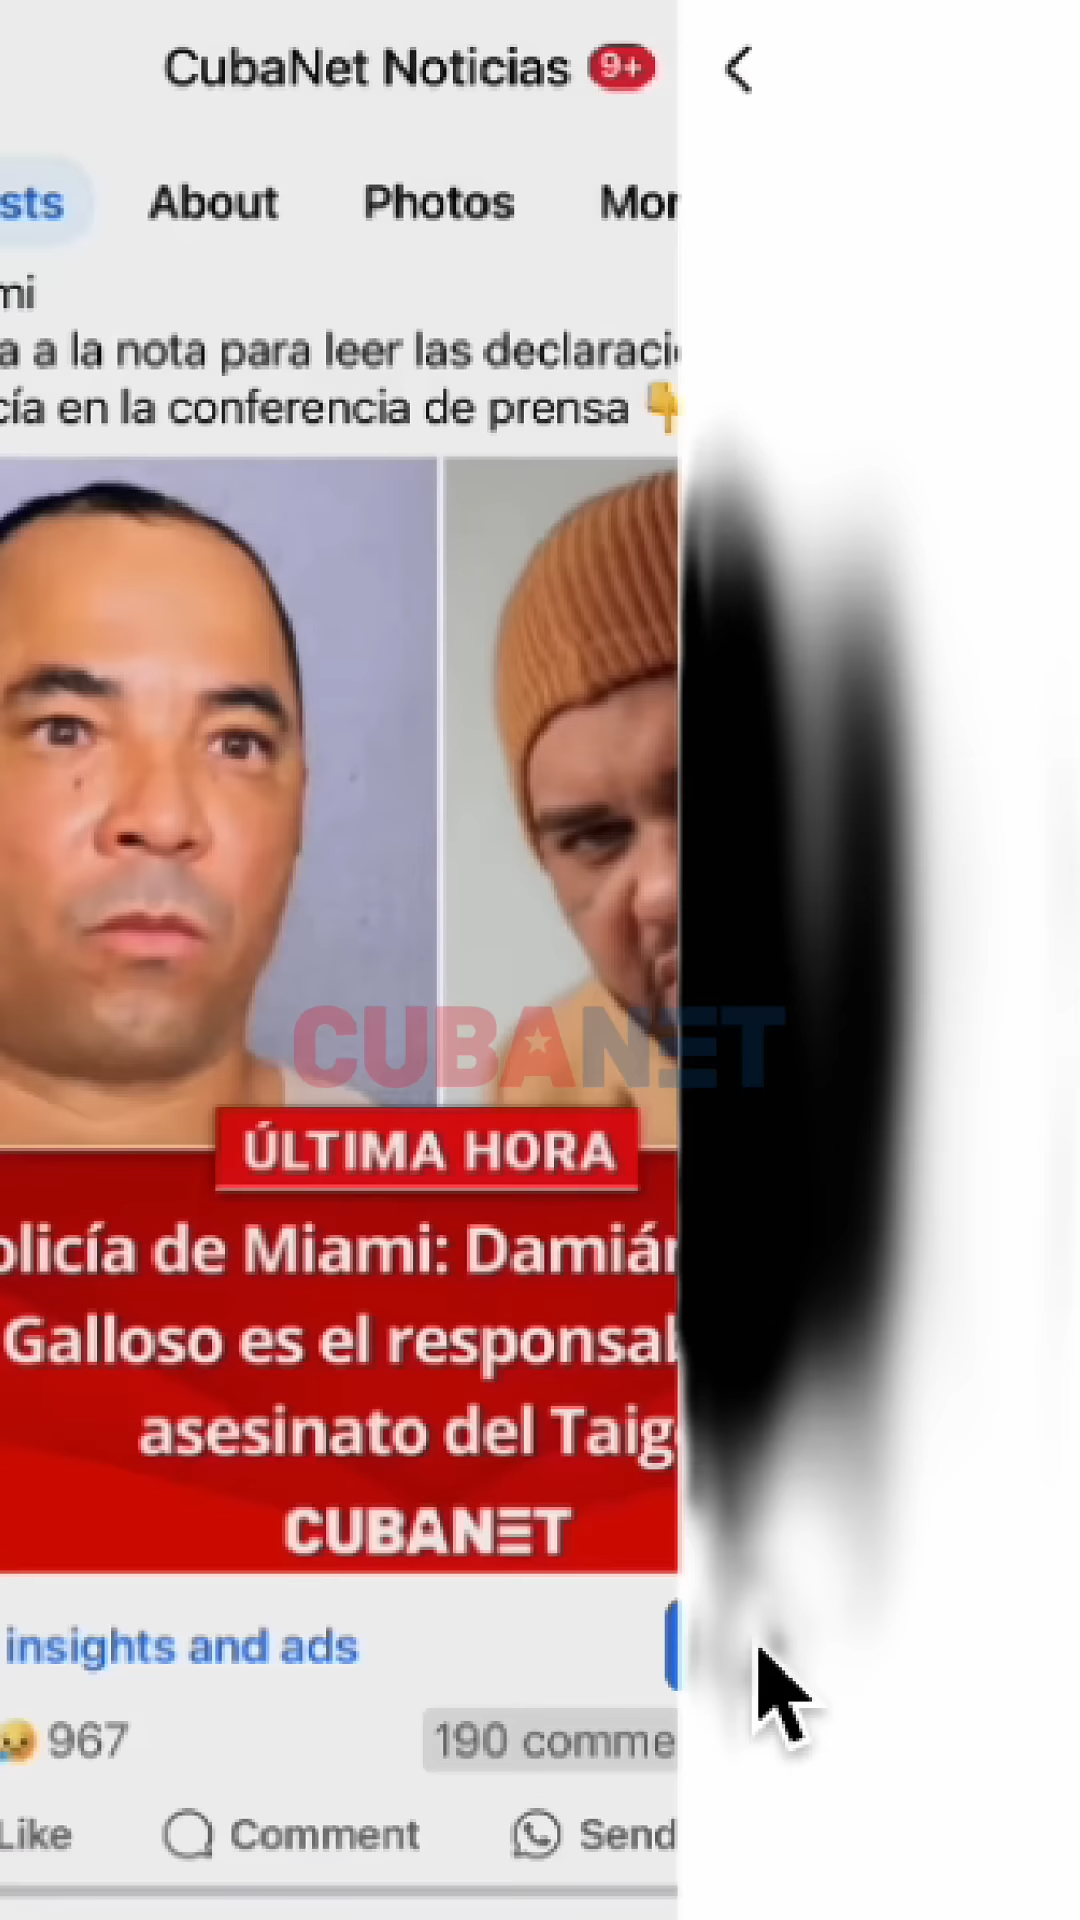 CubaNet Noticias 9+
sts About Photos Mor
mi
a a la nota para leer las declaraci
cía en la conferencia de prensa
CUBANET
ÚLTIMA HORA
olicía de Miami: Damián
Galloso es el responsab
asesinato del Taig
CUBANET
insights and ads
967 190 comme
Like Comment Send